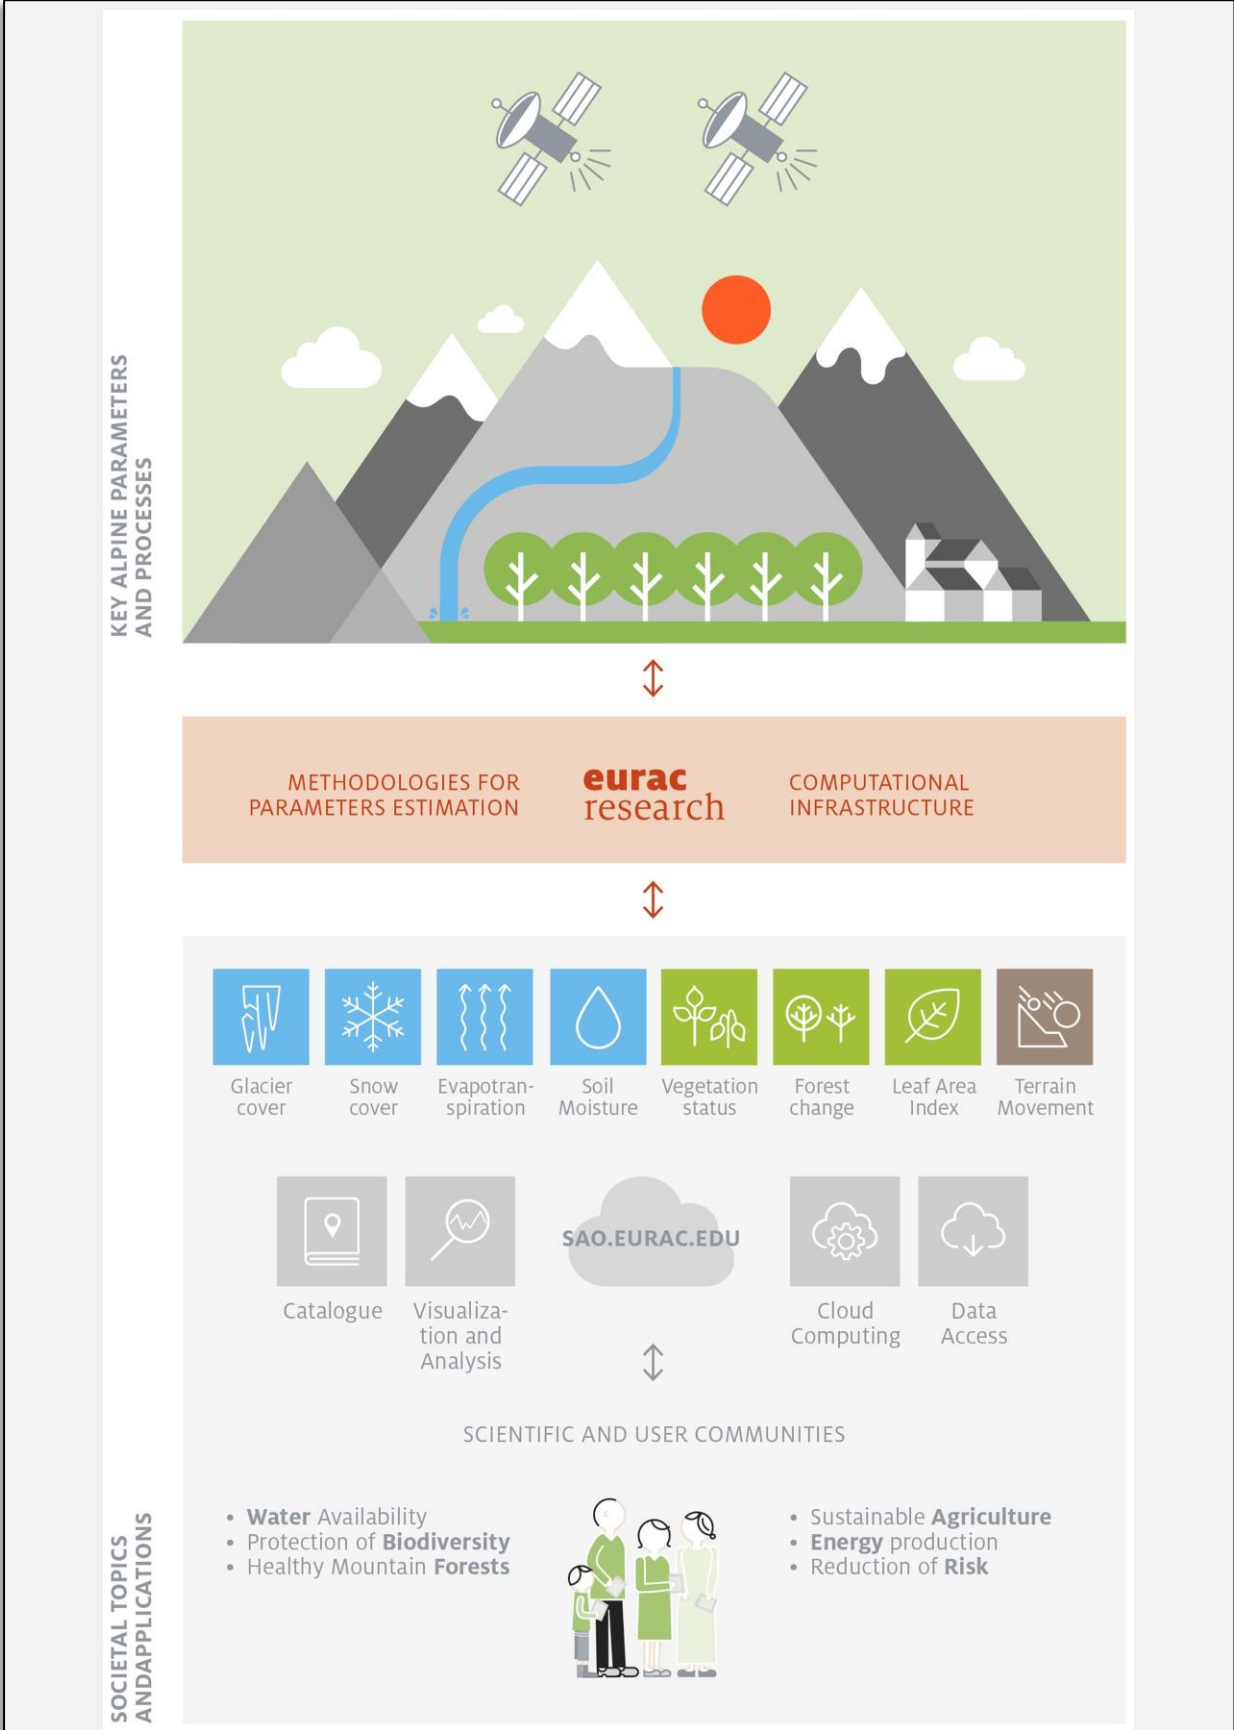 KEY ALPINE PARAMETERS
AND PROCESSES
METHODOLOGIES FOR
PARAMETERS ESTIMATION
eurac
research
COMPUTATIONAL
INFRASTRUCTURE
Glacier
cover
Snow
cover
Evapotran-
spiration
Soil
Moisture
Vegetation
status
Forest
change
Leaf Area
Index
Terrain
Movement
SAO.EURAC.EDU
Catalogue
Visualiza-
tion and
Analysis
Cloud
Computing
Data
Access
SCIENTIFIC AND USER COMMUNITIES
SOCIETAL TOPICS
ANDAPPLICATIONS
• Water Availability
• Protection of Biodiversity
• Healthy Mountain Forests
• Sustainable Agriculture
• Energy production
• Reduction of Risk